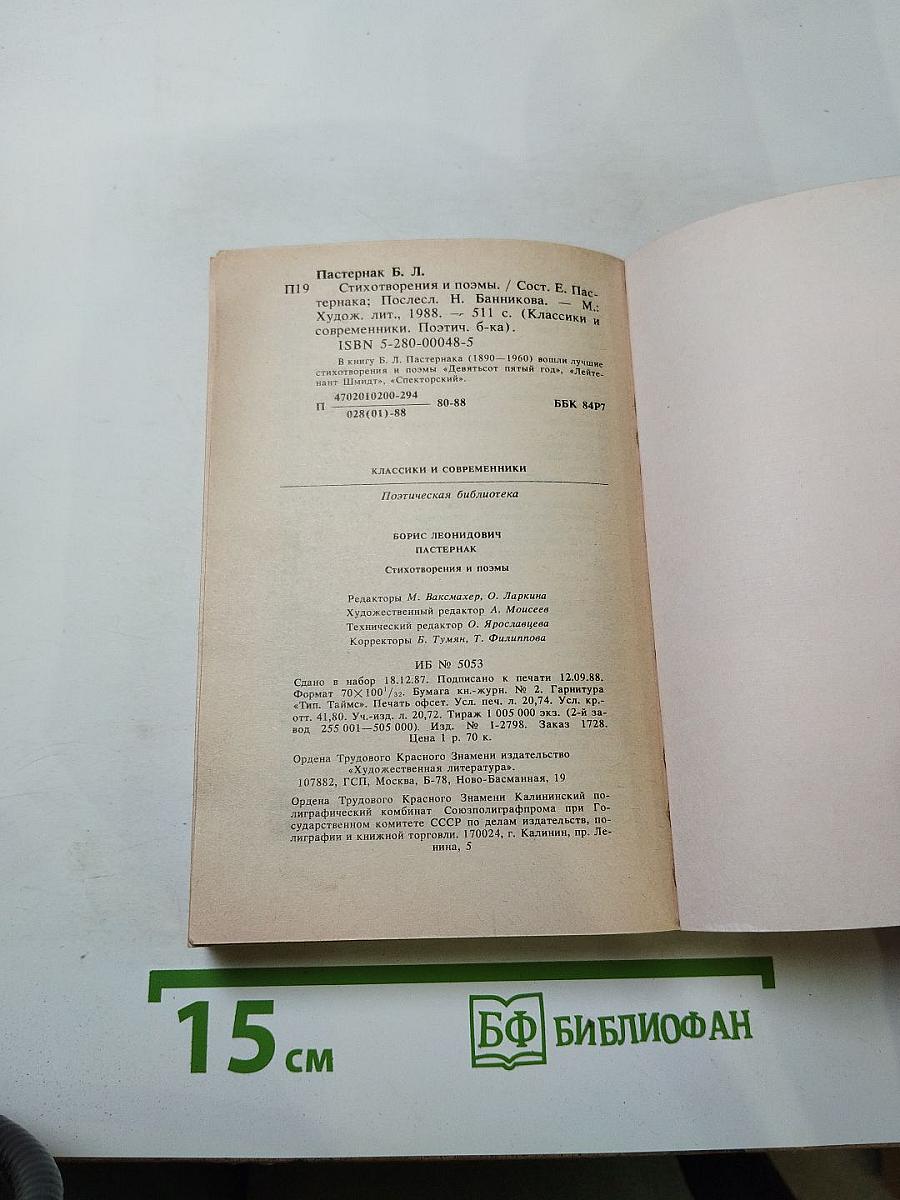 Пастернак Б. Л.
П19 Стихотворения и поэмы. / Сост. Е. Пас-
тернака; Послесл. Н. Банникова. — М.:
Худож. лит., 1988. — 511 с. (Классики и
современники. Поэтич. б-ка).
ISBN 5-280-00048-5
В книгу Б. Л. Пастернака (1890—1960) вошли лучшие
стихотворения и поэмы «Девятьсот пятый год», «Лейте-
нант Шмидт», «Спекторский».
П 4702010200-294 / 028(01)-88 80-88 ББК 84Р7
КЛАССИКИ И СОВРЕМЕННИКИ
Поэтическая библиотека
БОРИС ЛЕОНИДОВИЧ
ПАСТЕРНАК
Стихотворения и поэмы
Редакторы М. Ваксмахер, О. Ларкина
Художественный редактор А. Моисеев
Технический редактор О. Ярославцева
Корректоры Б. Тумян, Т. Филиппова
ИБ № 5053
Сдано в набор 18.12.87. Подписано к печати 12.09.88.
Формат 70×100 1/32. Бумага кн.-журн. № 2. Гарнитура
«Тип. Таймс». Печать офсет. Усл. печ. л. 20,74. Усл. кр.-
отт. 41,80. Уч.-изд. л. 20,72. Тираж 1 005 000 экз. (2-й за-
вод 255 001—505 000). Изд. № I-2798. Заказ 1728.
Цена 1 р. 70 к.
Ордена Трудового Красного Знамени издательство
«Художественная литература».
107882, ГСП, Москва, Б-78, Ново-Басманная, 19
Ордена Трудового Красного Знамени Калининский по-
лиграфический комбинат Союзполиграфпрома при Го-
сударственном комитете СССР по делам издательств, по-
лиграфии и книжной торговли. 170024, г. Калинин, пр. Ле-
нина, 5
15 см
БФ БИБЛИОФАН